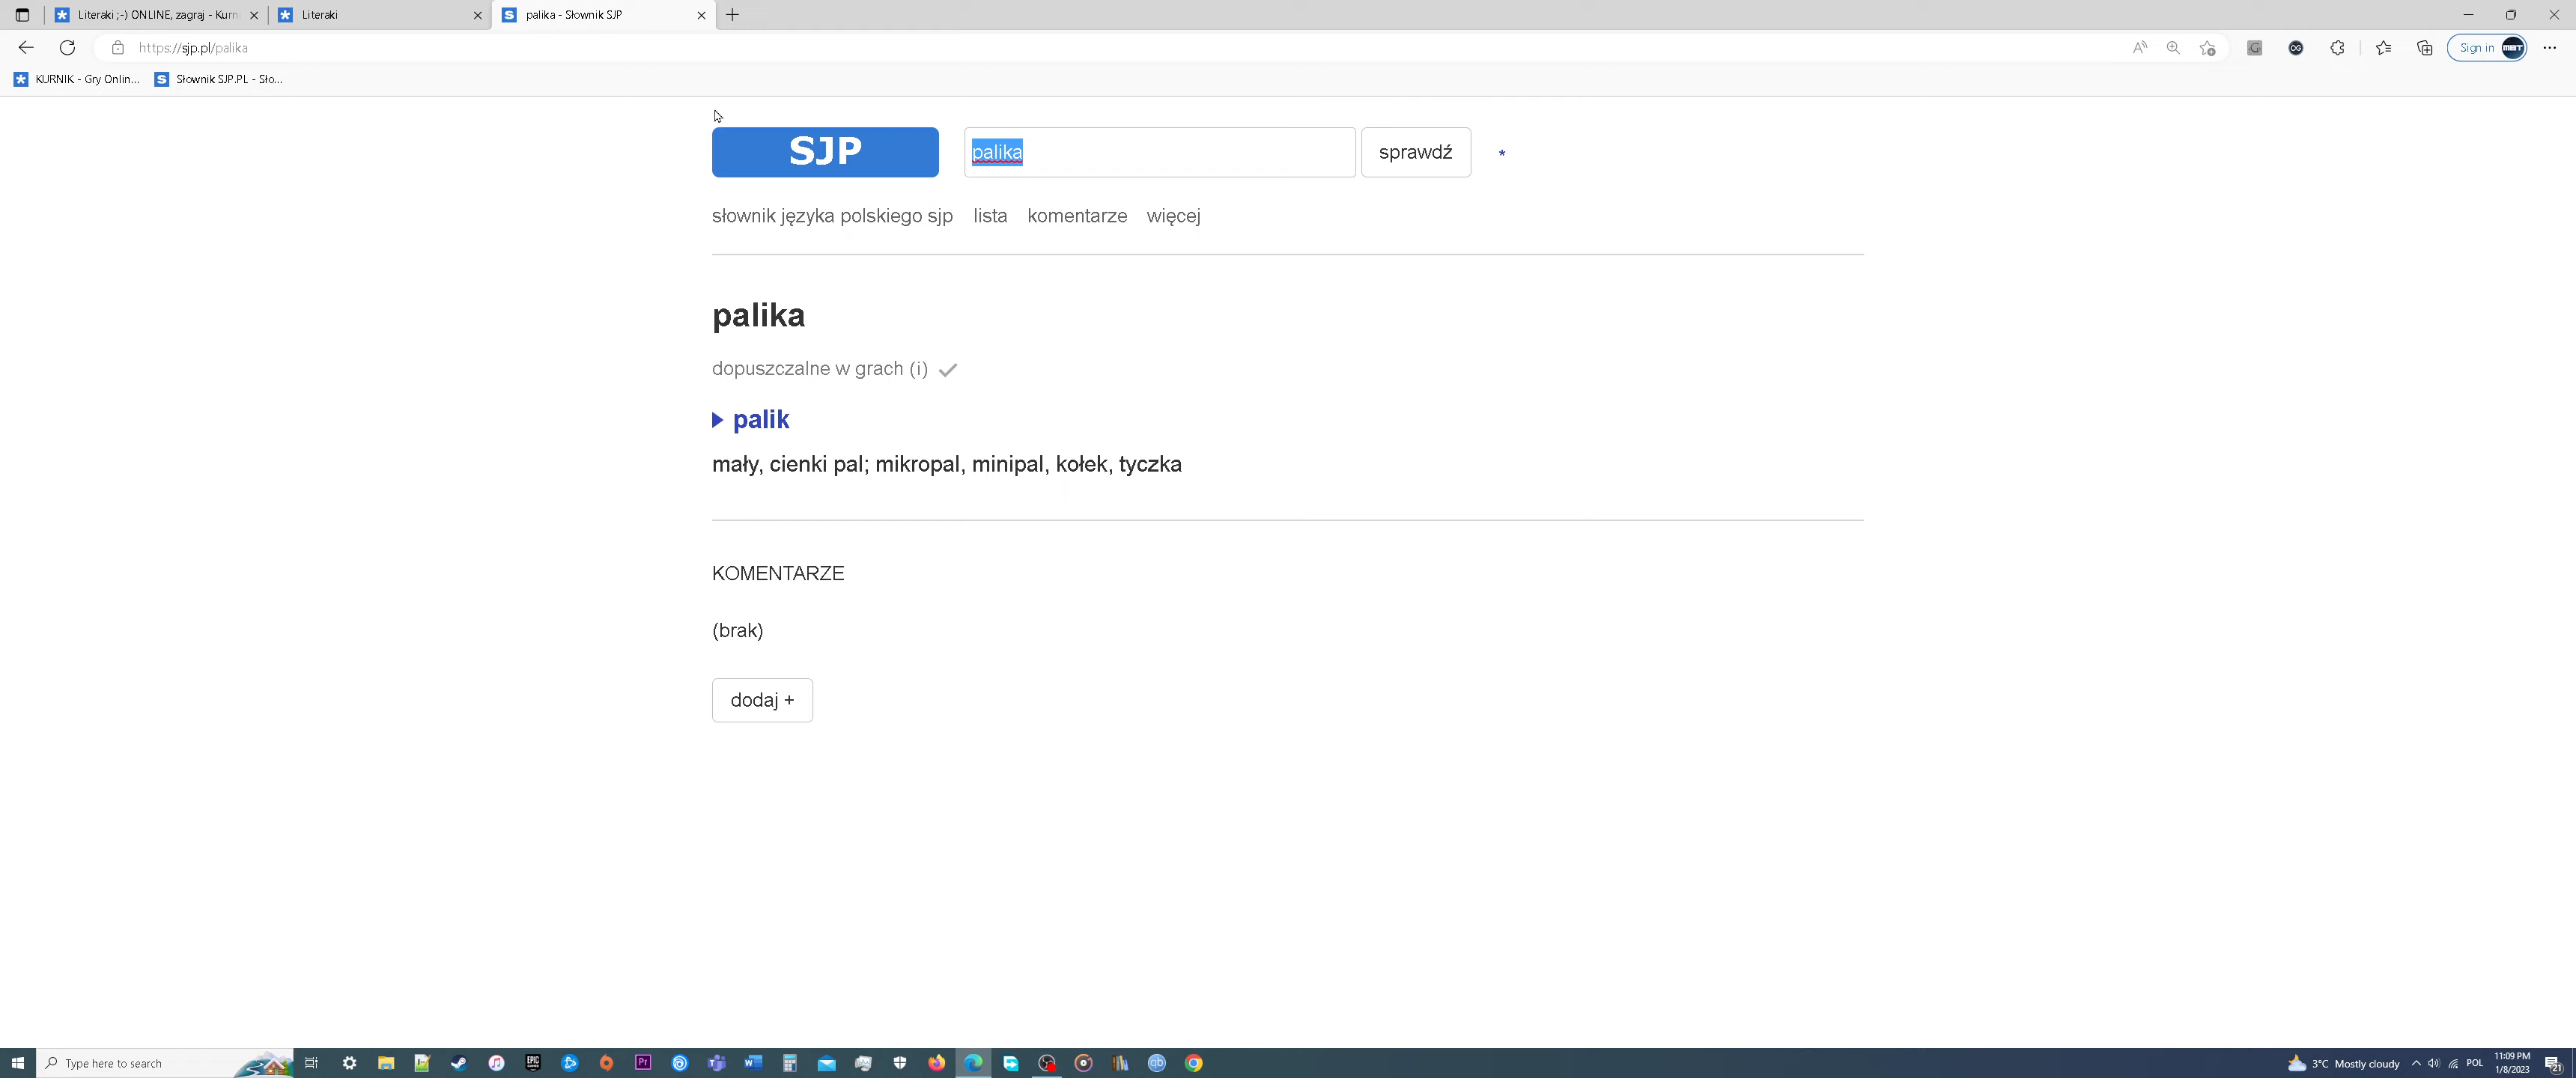 Literaki ;-) ONLINE, zagraj - Kurn
Literaki
palika - Słownik SJP
https://sjp.pl/palika
Sign in
KURNIK - Gry Onlin...
Słownik SJP.PL - Sło...
SJP
palika
sprawdź
*
słownik języka polskiego sjp
lista
komentarze
więcej
palika
dopuszczalne w grach (i)
palik
mały, cienki pal; mikropal, minipal, kołek, tyczka
KOMENTARZE
(brak)
dodaj +
Type here to search
3°C Mostly cloudy
POL
11:09 PM
1/8/2023
21